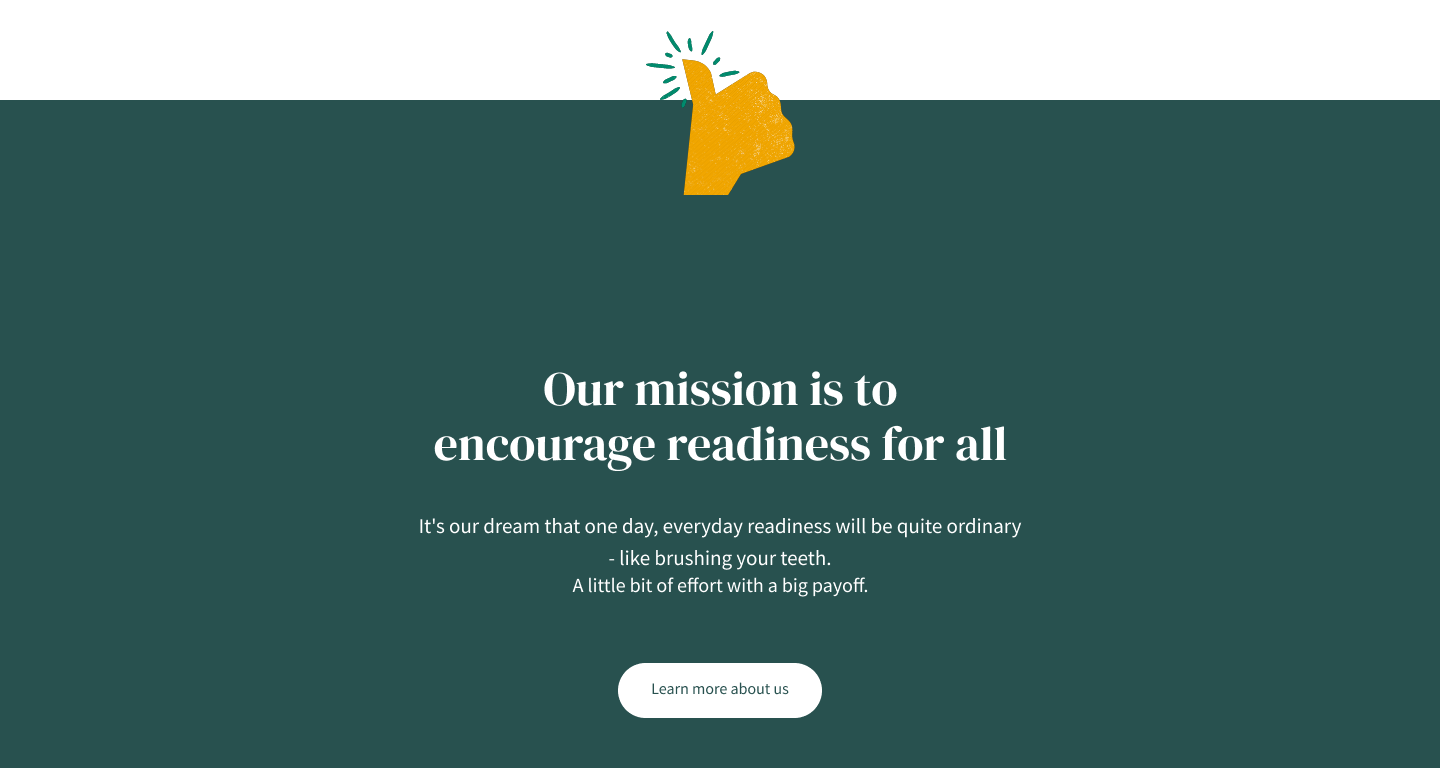 Our mission is to
encourage readiness for all
It's our dream that one day, everyday readiness will be quite ordinary
- like brushing your teeth.
A little bit of effort with a big payoff.
Learn more about us